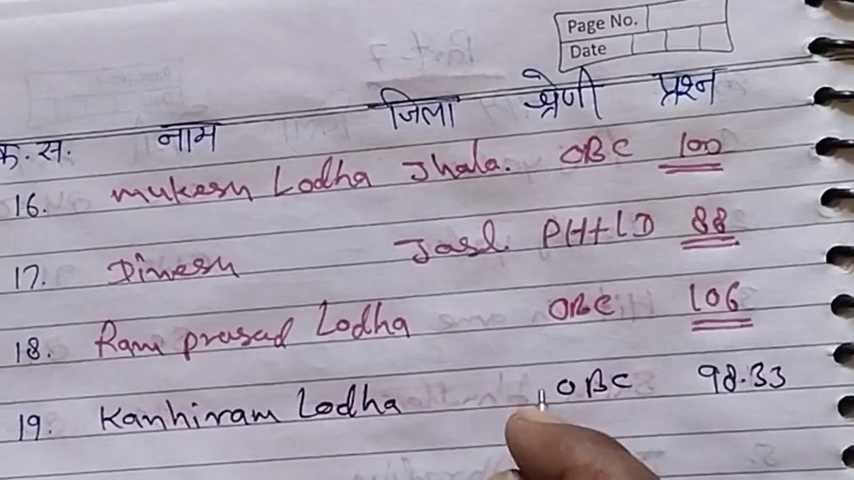 Page No.
Date
क्र.स. नाम जिला श्रेणी प्रश्न
16. Mukesh Lodha Jhala. OBC 100
17. Dinesh Jasl. PH+LD 88
18. Ram prasad Lodha OBC 106
19. Kanhiram Lodha OBC 98.33